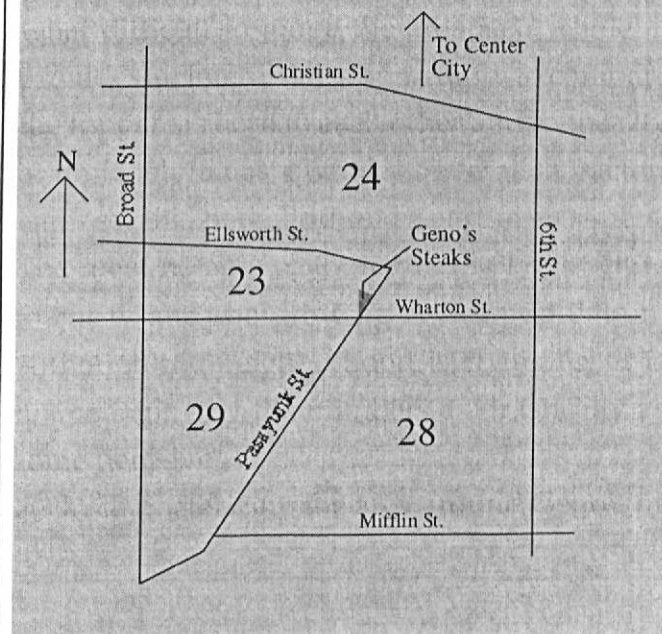 To Center
City
Christian St.
N
Broad St.
24
6th St.
Ellsworth St.
Geno's
Steaks
23
Wharton St.
29
Pasayunk St.
28
Mifflin St.